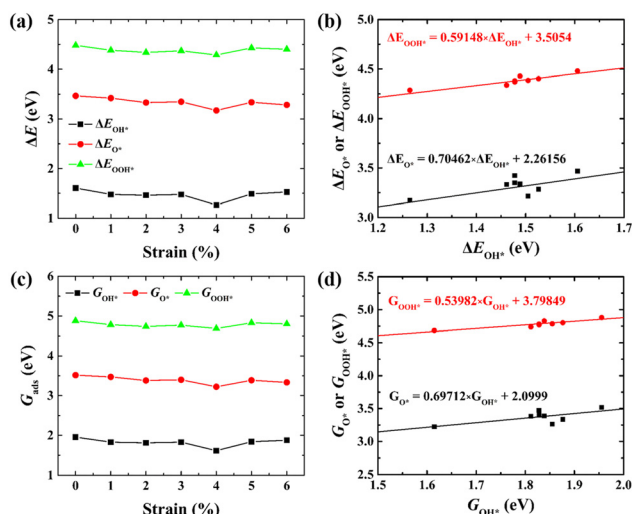 (a)
5
4
3
2
1
ΔE (eV)
ΔE_OH*
ΔE_O*
ΔE_OOH*
0 1 2 3 4 5 6
Strain (%)
(b)
5.0
4.5
4.0
3.5
3.0
ΔE_O* or ΔE_OOH* (eV)
ΔE_OOH* = 0.59148×ΔE_OH* + 3.5054
ΔE_O* = 0.70462×ΔE_OH* + 2.26156
1.2 1.3 1.4 1.5 1.6 1.7
ΔE_OH* (eV)
(c)
6
5
4
3
2
1
0
G_ads (eV)
G_OH* G_O* G_OOH*
0 1 2 3 4 5 6
Strain (%)
(d)
5.5
5.0
4.5
4.0
3.5
3.0
2.5
G_O* or G_OOH* (eV)
G_OOH* = 0.53982×G_OH* + 3.79849
G_O* = 0.69712×G_OH* + 2.0999
1.5 1.6 1.7 1.8 1.9 2.0
G_OH* (eV)